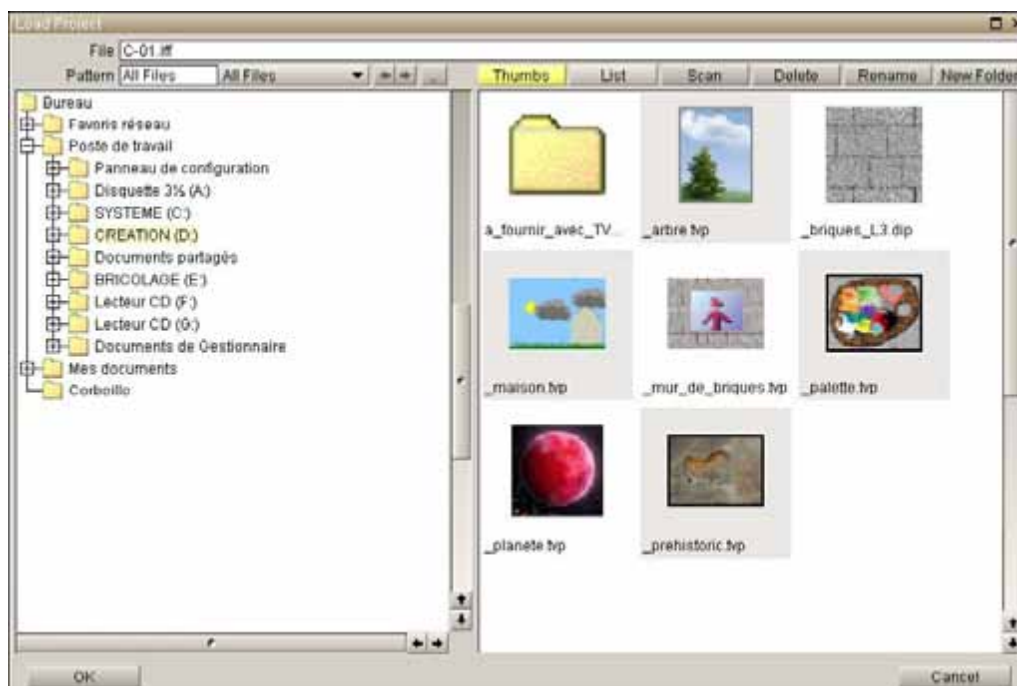 Load Project
File C-01.iff
Pattern All Files All Files
Thumbs List Scan Delete Rename New Folder
Bureau
Favoris réseau
Poste de travail
Panneau de configuration
Disquette 3½ (A:)
SYSTEME (C:)
CREATION (D:)
Documents partagés
BRICOLAGE (E:)
Lecteur CD (F:)
Lecteur CD (G:)
Documents de Gestionnaire
Mes documents
Corbeille
a_fournir_avec_TV... _arbre.tvp _briques_L3.dip
_maison.tvp _mur_de_briques.tvp _palette.tvp
_planete.tvp _prehistoric.tvp
OK Cancel